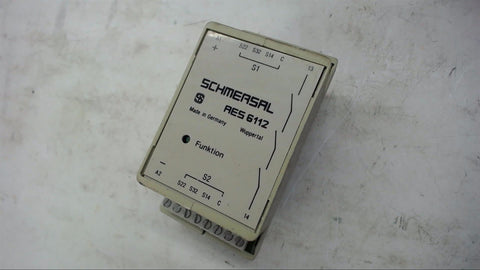 A1
+
S22 S32 S14 C
S1
13
SCHMERSAL
AES 6112
Made in Germany Wuppertal
Funktion
S2
S22 S32 S14 C
−
A2
14